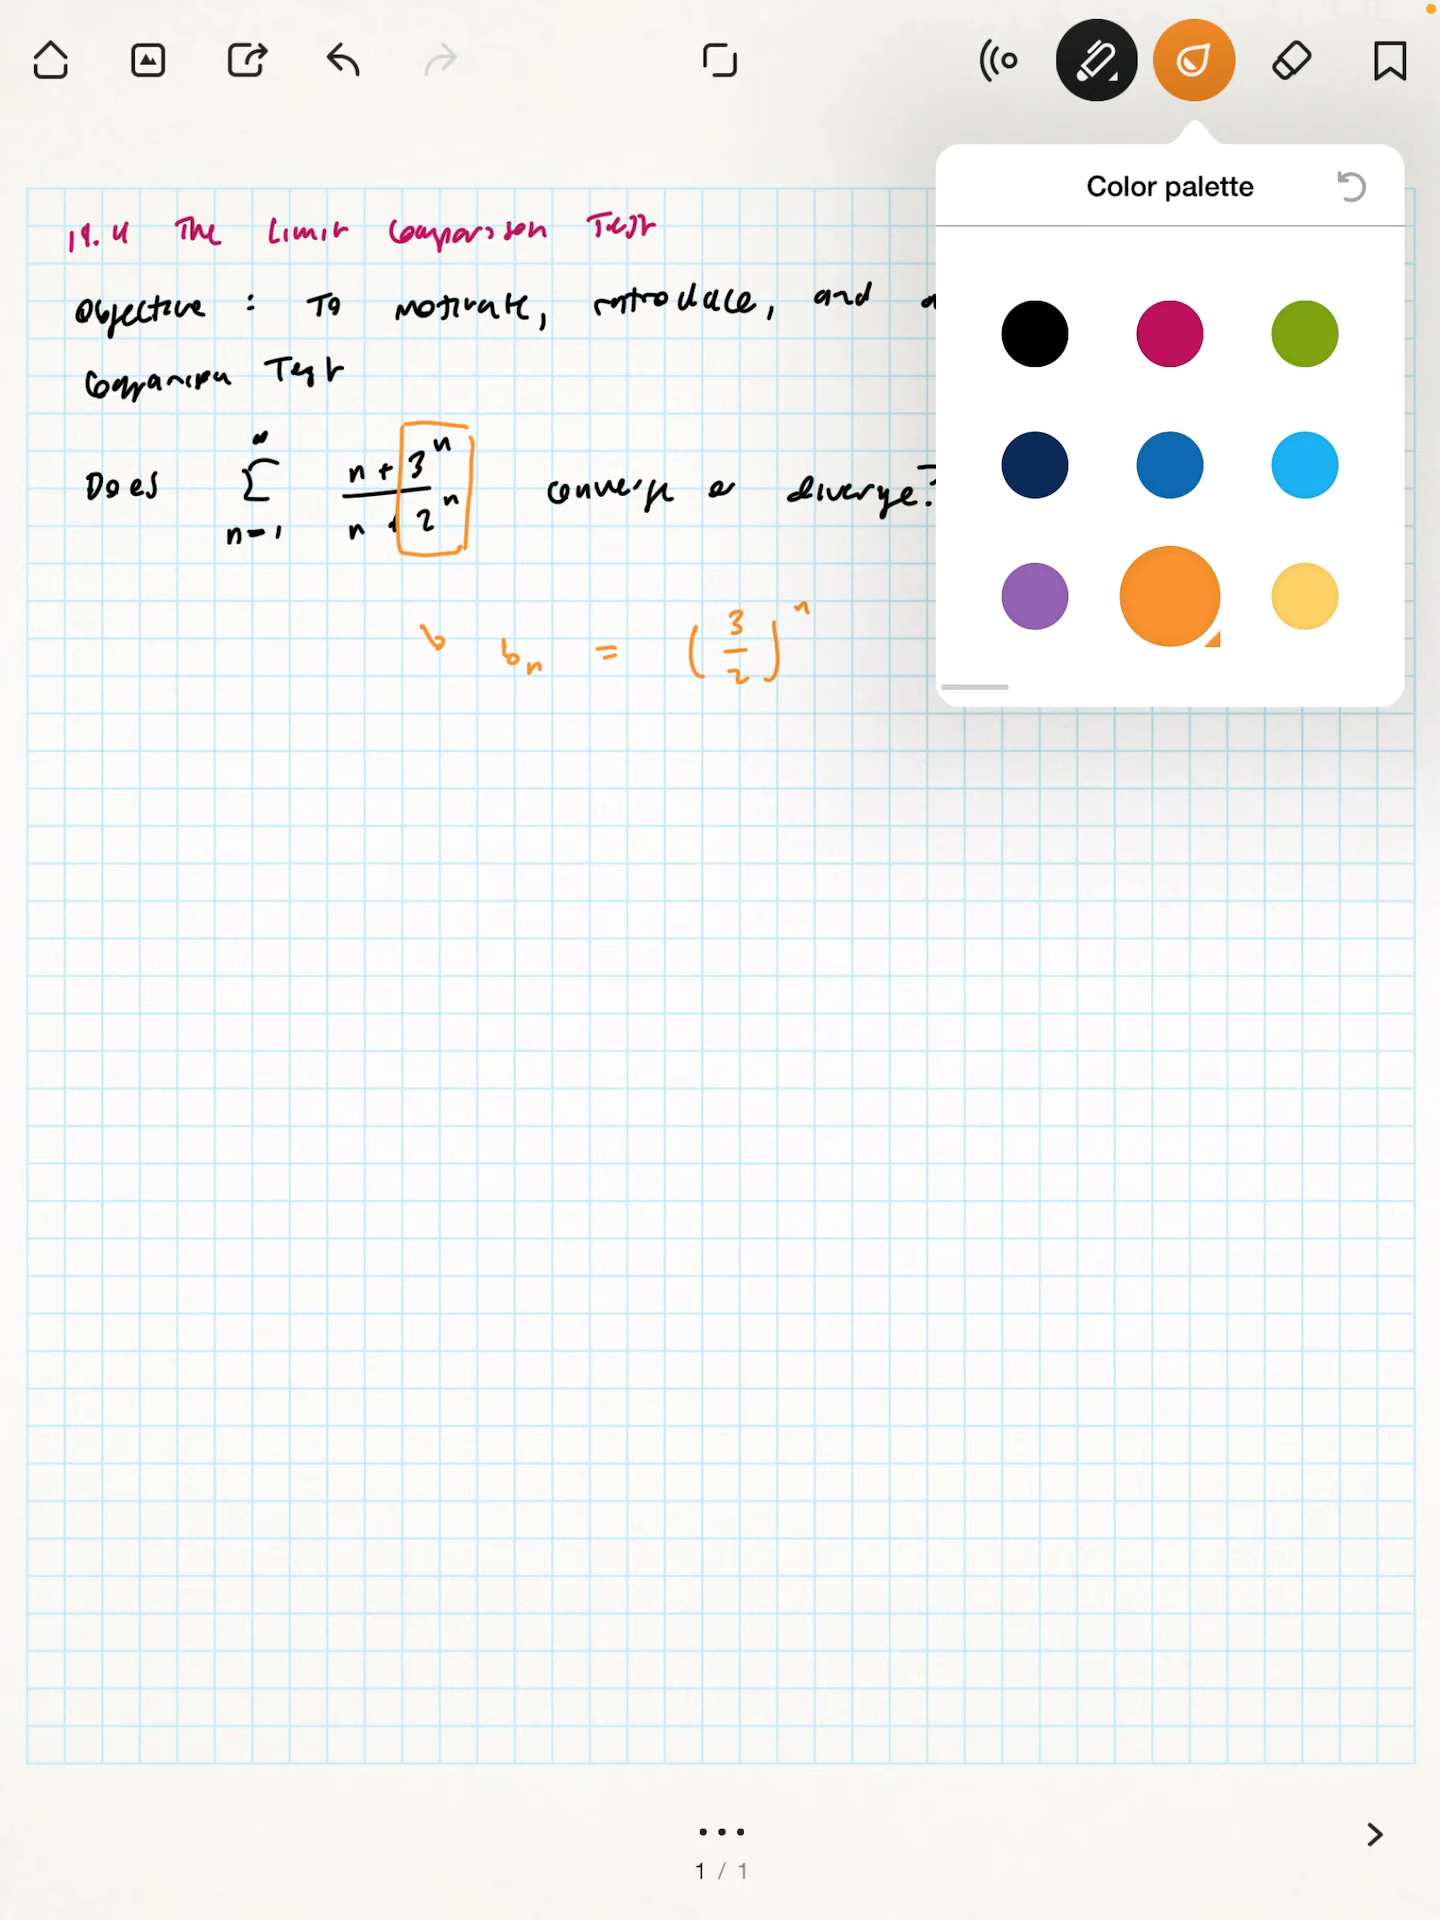 Color palette
19.4 The Limit Comparison Test
Objective : To motivate, introduce, and
Comparison Test
Does ∞ Σ n=1 n + 3^n / n + 2^n converge or diverge?
b b_n = (3/2)^n
1 / 1